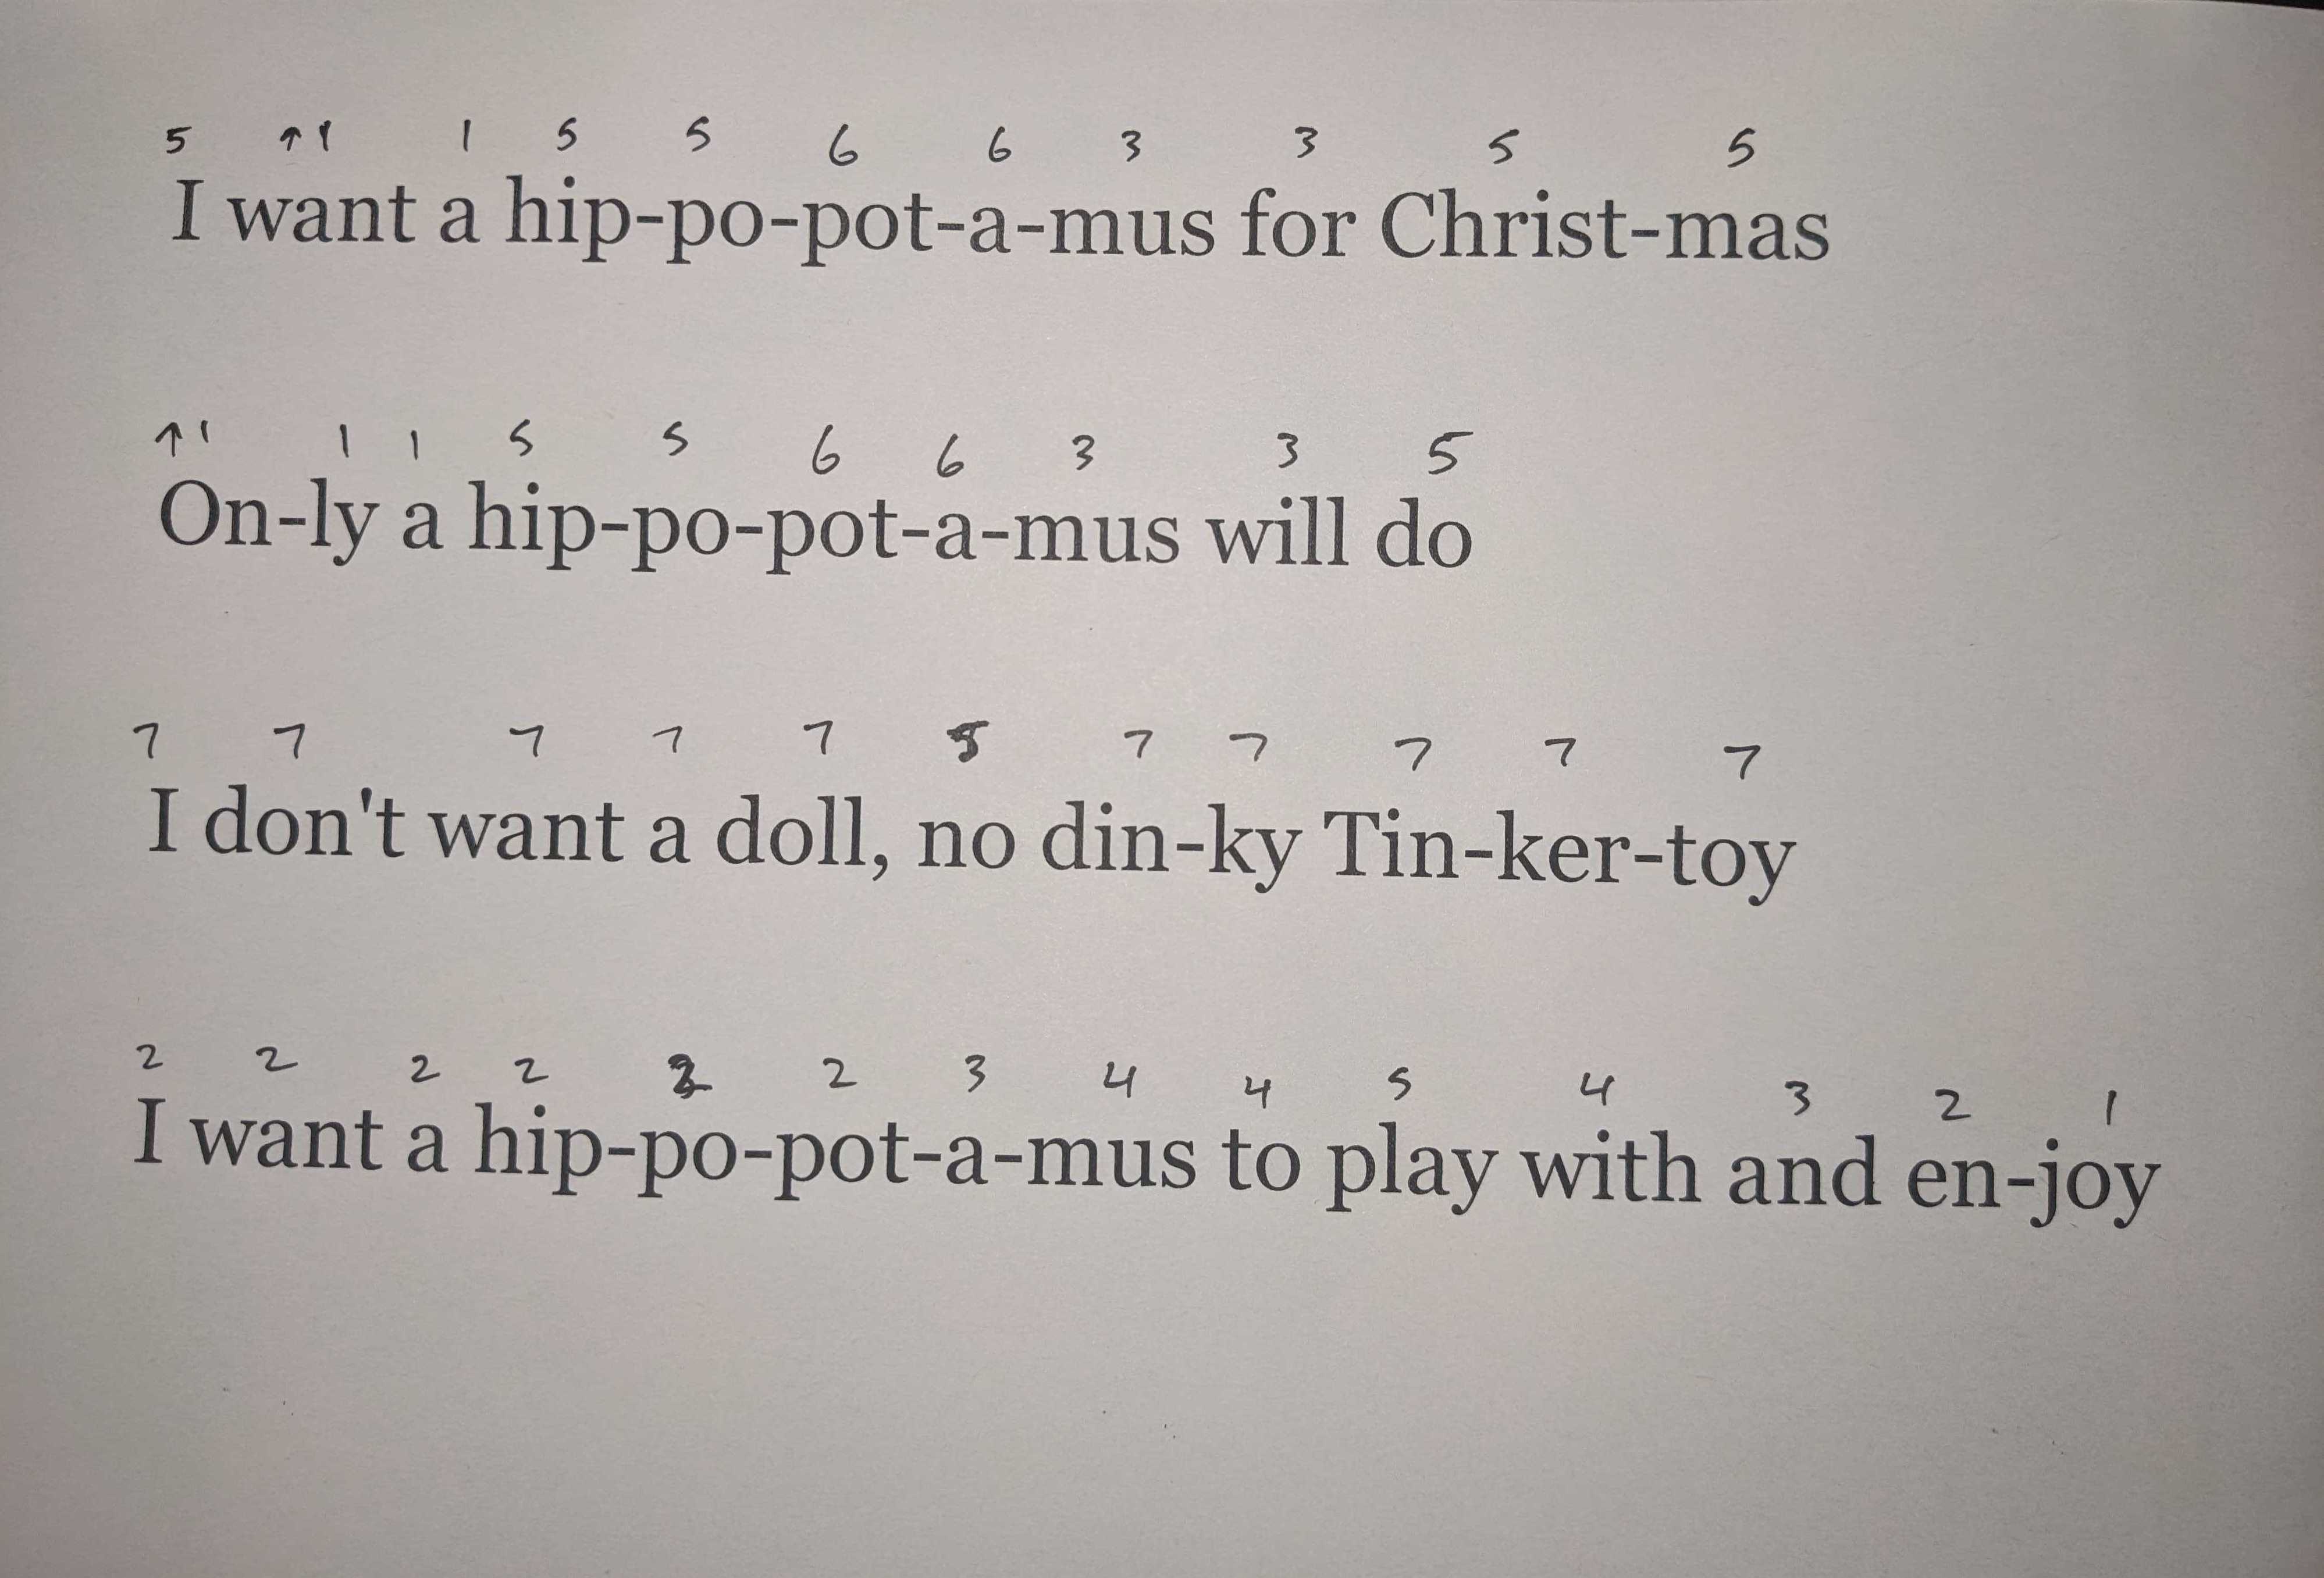 5 ↑1 1 5 5 6 6 3 3 5 5
I want a hip-po-pot-a-mus for Christ-mas
↑1 1 1 5 5 6 6 3 3 5
On-ly a hip-po-pot-a-mus will do
7 7 7 7 7 7 7 7 7 7
I don't want a doll, no din-ky Tin-ker-toy
2 2 2 2 2 2 3 4 4 5 4 3 2 1
I want a hip-po-pot-a-mus to play with and en-joy